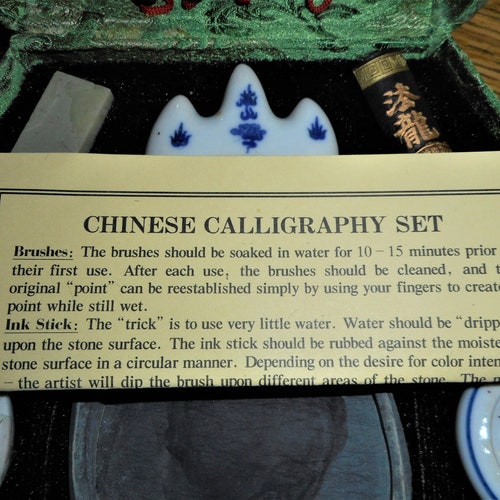 法龍
CHINESE CALLIGRAPHY SET
Brushes: The brushes should be soaked in water for 10-15 minutes prior
their first use. After each use, the brushes should be cleaned, and
original "point" can be reestablished simply by using your fingers to
point while still wet.
Ink Stick: The "trick" is to use very little water. Water should be
upon the stone surface. The ink stick should be rubbed against the
stone surface in a circular manner. Depending on the desire for color
- the artist will dip the brush upon different areas of the stone. The